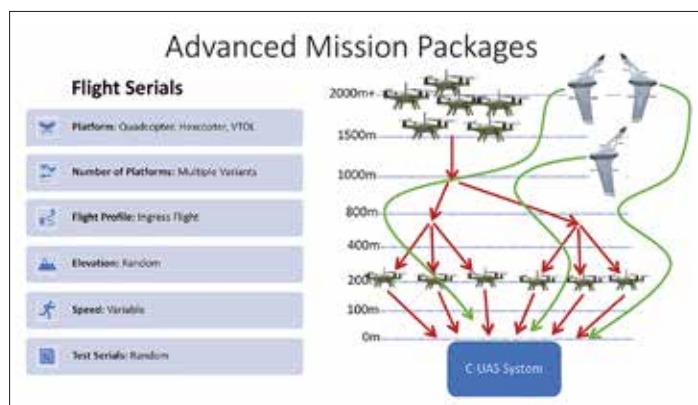 Advanced Mission Packages
Flight Serials
Platform: Quadcopter, Hexcopter, VTOL
Number of Platforms: Multiple Variants
Flight Profile: Ingress Flight
Elevation: Random
Speed: Variable
Test Serials: Random
2000m+
1500m
1000m
800m
400m
200
100m
0m
C-UAS System